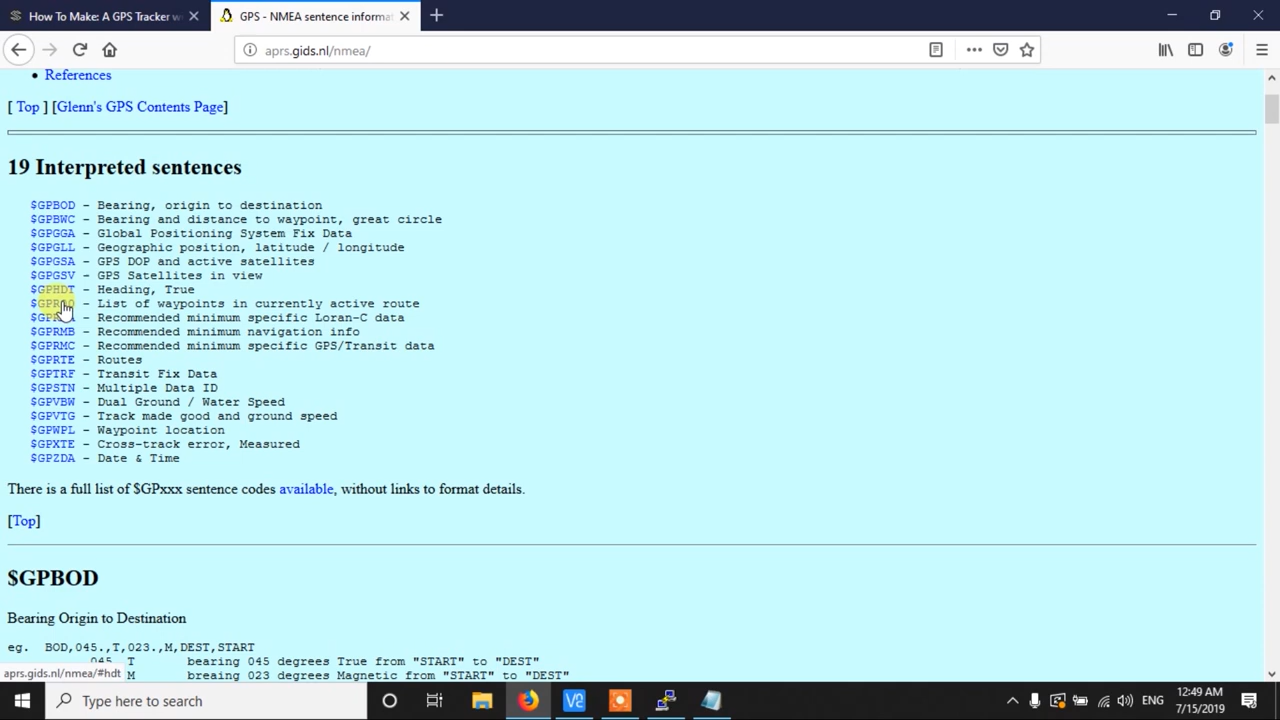 How To Make: A GPS Tracker w
GPS - NMEA sentence informa
aprs.gids.nl/nmea/
References
[ Top ] [Glenn's GPS Contents Page]
19 Interpreted sentences
$GPBOD - Bearing, origin to destination
$GPBWC - Bearing and distance to waypoint, great circle
$GPGGA - Global Positioning System Fix Data
$GPGLL - Geographic position, latitude / longitude
$GPGSA - GPS DOP and active satellites
$GPGSV - GPS Satellites in view
$GPHDT - Heading, True
- List of waypoints in currently active route
- Recommended minimum specific Loran-C data
$GPRMB - Recommended minimum navigation info
$GPRMC - Recommended minimum specific GPS/Transit data
$GPRTE - Routes
$GPTRF - Transit Fix Data
$GPSTN - Multiple Data ID
$GPVBW - Dual Ground / Water Speed
$GPVTG - Track made good and ground speed
$GPWPL - Waypoint location
$GPXTE - Cross-track error, Measured
$GPZDA - Date & Time
There is a full list of $GPxxx sentence codes available, without links to format details.
[Top]
$GPBOD
Bearing Origin to Destination
eg. BOD,045.,T,023.,M,DEST,START
045. T bearing 045 degrees True from "START" to "DEST"
M breaing 023 degrees Magnetic from "START" to "DEST"
aprs.gids.nl/nmea/#hdt
Type here to search
ENG
12:49 AM
7/15/2019